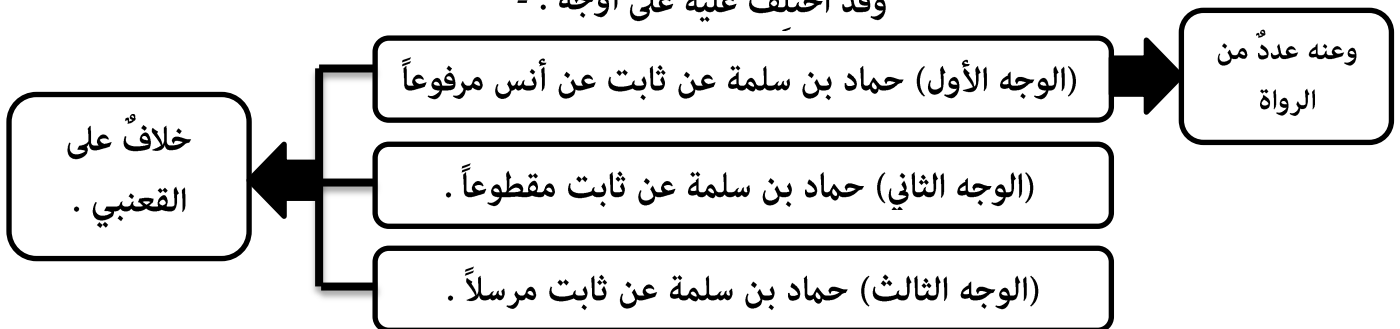 وقد اختلف عليه على أوجه : -
وعنه عددٌ من
الرواة
(الوجه الأول) حماد بن سلمة عن ثابت عن أنس مرفوعاً
(الوجه الثاني) حماد بن سلمة عن ثابت مقطوعاً .
(الوجه الثالث) حماد بن سلمة عن ثابت مرسلاً .
خلافٌ على
القعنبي .